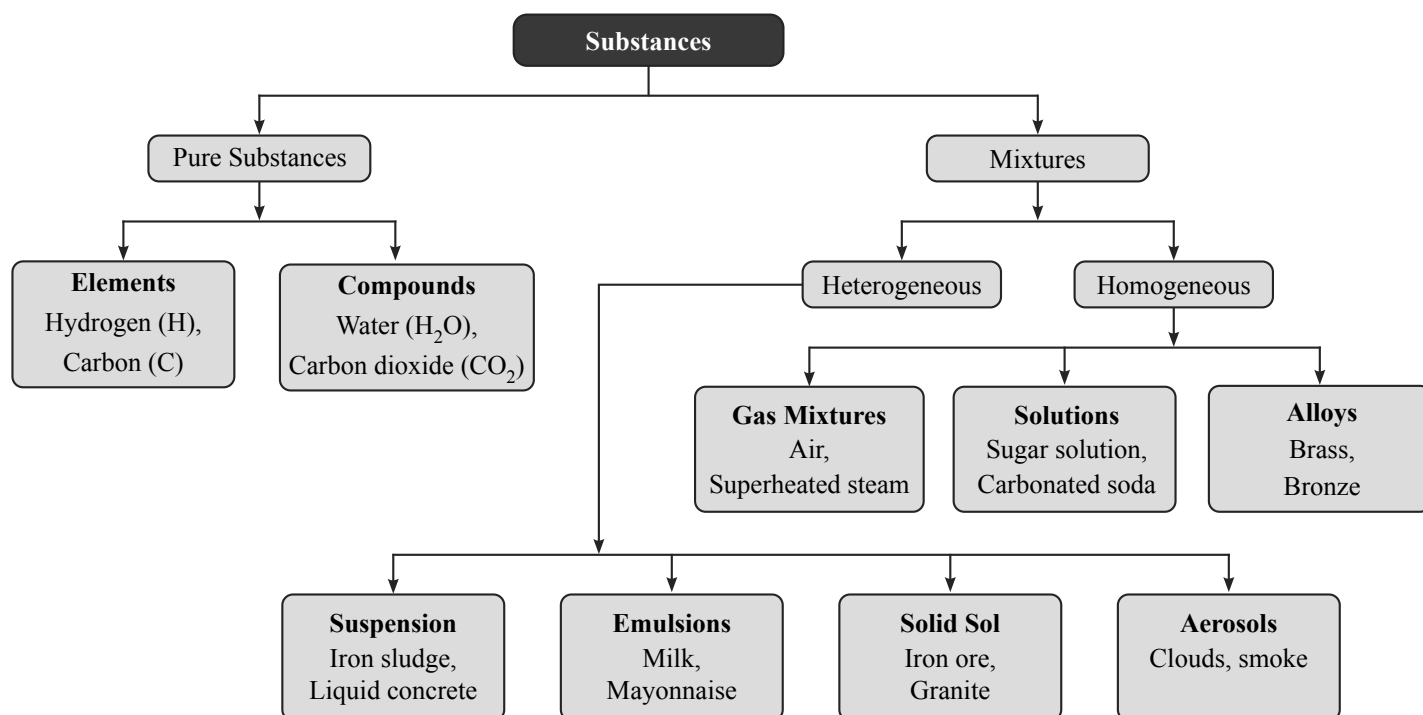 Substances
Pure Substances
Mixtures
Elements
Hydrogen (H),
Carbon (C)
Compounds
Water (H₂O),
Carbon dioxide (CO₂)
Heterogeneous
Homogeneous
Gas Mixtures
Air,
Superheated steam
Solutions
Sugar solution,
Carbonated soda
Alloys
Brass,
Bronze
Suspension
Iron sludge,
Liquid concrete
Emulsions
Milk,
Mayonnaise
Solid Sol
Iron ore,
Granite
Aerosols
Clouds, smoke